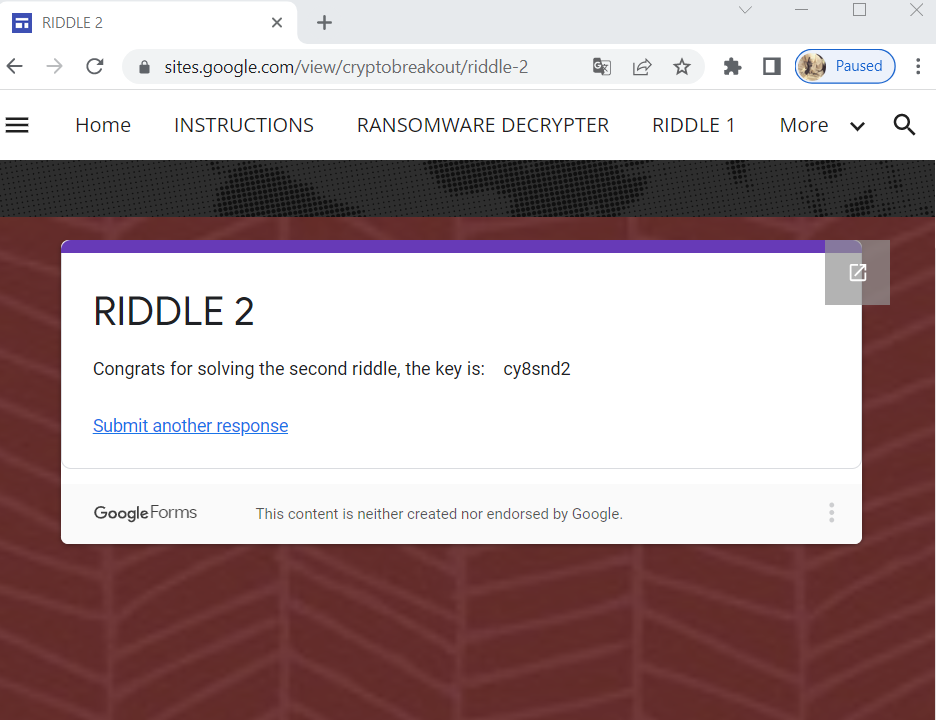 RIDDLE 2
sites.google.com/view/cryptobreakout/riddle-2
Paused
Home INSTRUCTIONS RANSOMWARE DECRYPTER RIDDLE 1 More
RIDDLE 2
Congrats for solving the second riddle, the key is: cy8snd2
Submit another response
Google Forms This content is neither created nor endorsed by Google.